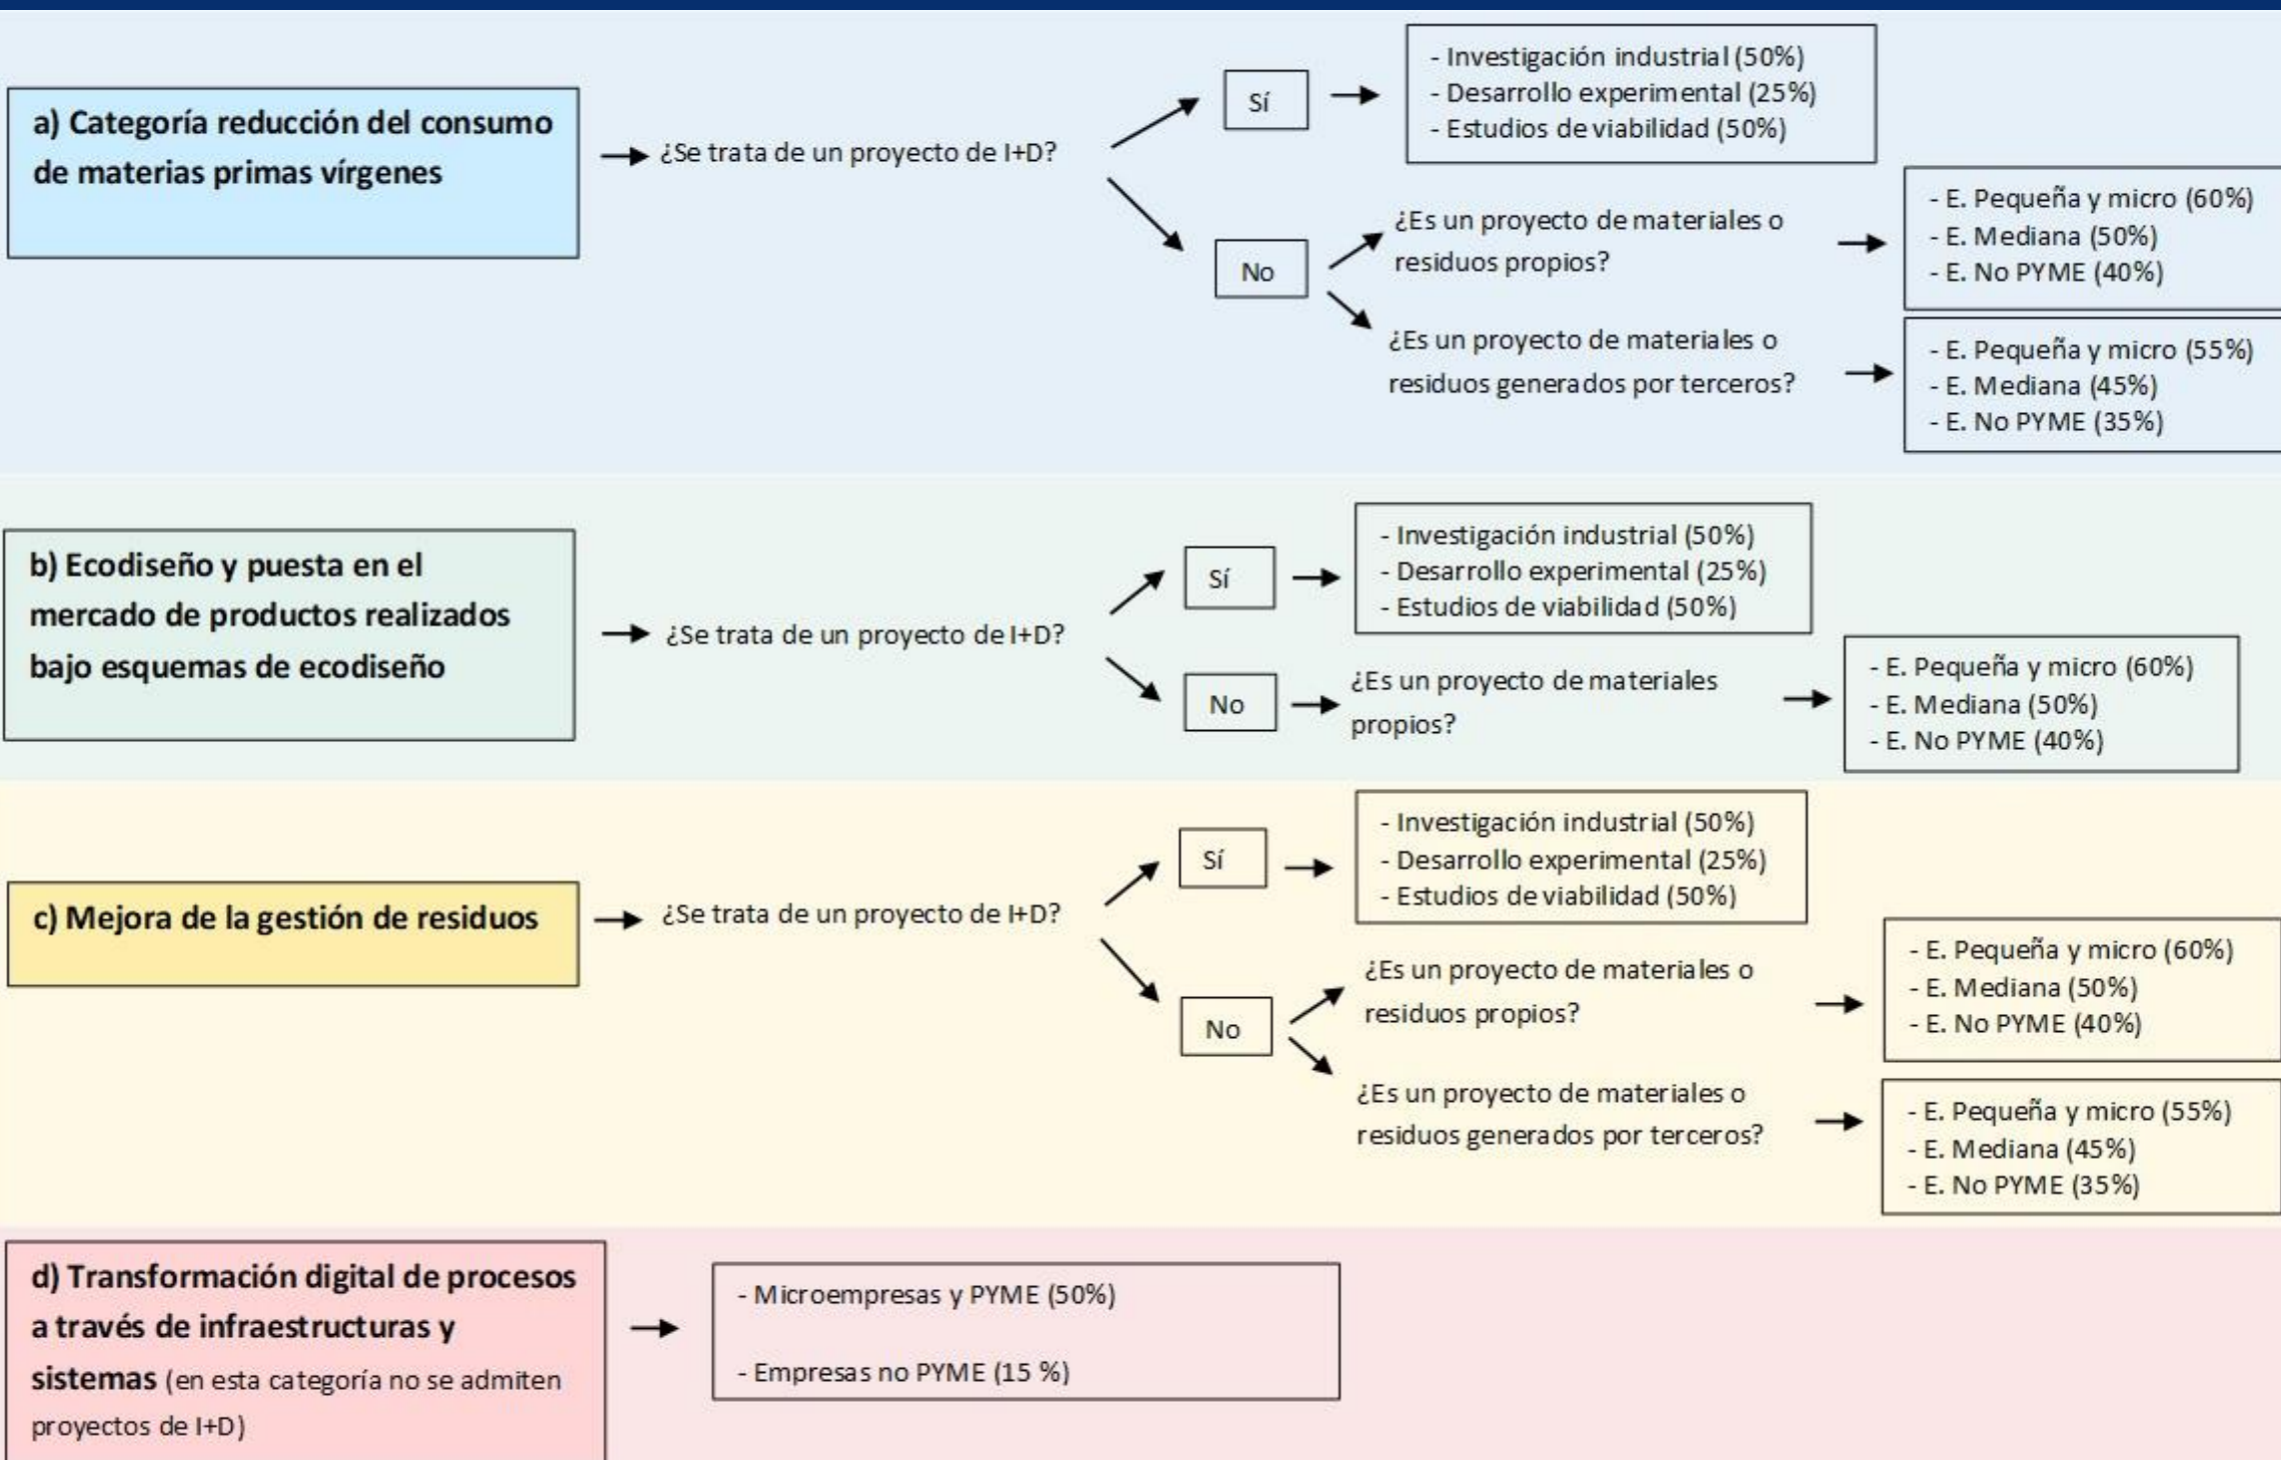 a) Categoría reducción del consumo
de materias primas vírgenes
¿Se trata de un proyecto de I+D?
Sí
- Investigación industrial (50%)
- Desarrollo experimental (25%)
- Estudios de viabilidad (50%)
No
¿Es un proyecto de materiales o
residuos propios?
- E. Pequeña y micro (60%)
- E. Mediana (50%)
- E. No PYME (40%)
¿Es un proyecto de materiales o
residuos generados por terceros?
- E. Pequeña y micro (55%)
- E. Mediana (45%)
- E. No PYME (35%)
b) Ecodiseño y puesta en el
mercado de productos realizados
bajo esquemas de ecodiseño
¿Se trata de un proyecto de I+D?
Sí
- Investigación industrial (50%)
- Desarrollo experimental (25%)
- Estudios de viabilidad (50%)
No
¿Es un proyecto de materiales
propios?
- E. Pequeña y micro (60%)
- E. Mediana (50%)
- E. No PYME (40%)
c) Mejora de la gestión de residuos
¿Se trata de un proyecto de I+D?
Sí
- Investigación industrial (50%)
- Desarrollo experimental (25%)
- Estudios de viabilidad (50%)
No
¿Es un proyecto de materiales o
residuos propios?
- E. Pequeña y micro (60%)
- E. Mediana (50%)
- E. No PYME (40%)
¿Es un proyecto de materiales o
residuos generados por terceros?
- E. Pequeña y micro (55%)
- E. Mediana (45%)
- E. No PYME (35%)
d) Transformación digital de procesos
a través de infraestructuras y
sistemas (en esta categoría no se admiten
proyectos de I+D)
- Microempresas y PYME (50%)
- Empresas no PYME (15 %)